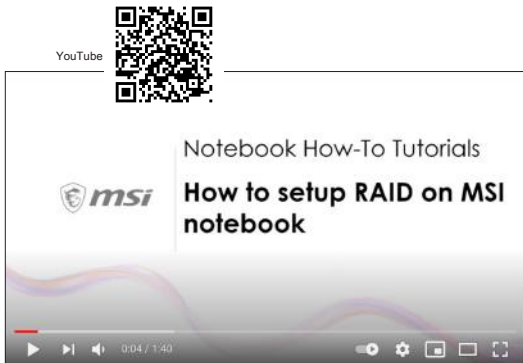 YouTube
Notebook How-To Tutorials
msi
How to setup RAID on MSI
notebook
0:04 / 1:40